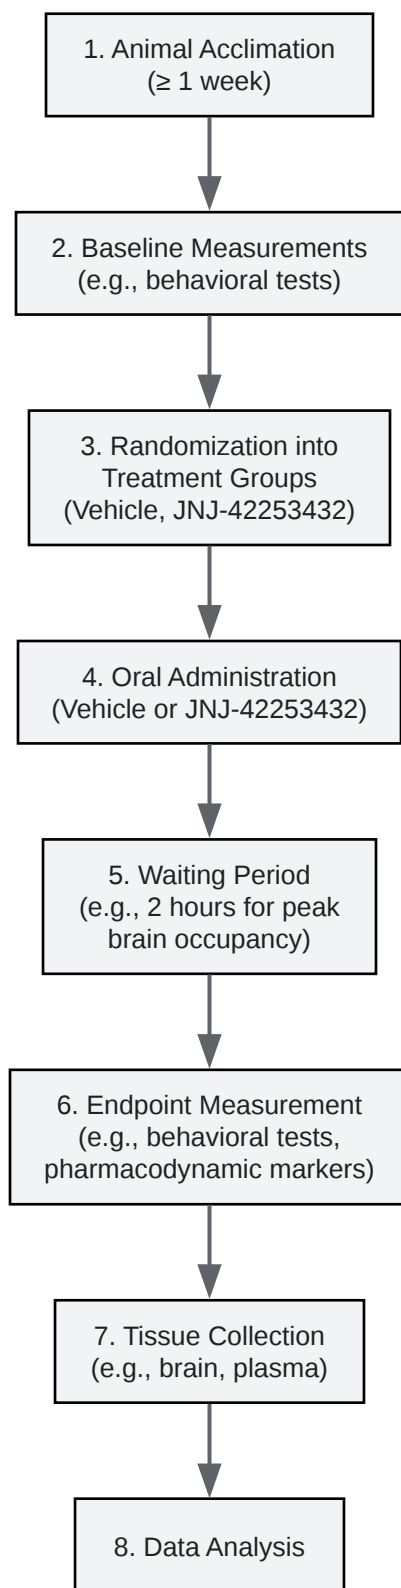 1. Animal Acclimation
(≥ 1 week)
2. Baseline Measurements
(e.g., behavioral tests)
3. Randomization into
Treatment Groups
(Vehicle, JNJ-42253432)
4. Oral Administration
(Vehicle or JNJ-42253432)
5. Waiting Period
(e.g., 2 hours for peak
brain occupancy)
6. Endpoint Measurement
(e.g., behavioral tests,
pharmacodynamic markers)
7. Tissue Collection
(e.g., brain, plasma)
8. Data Analysis